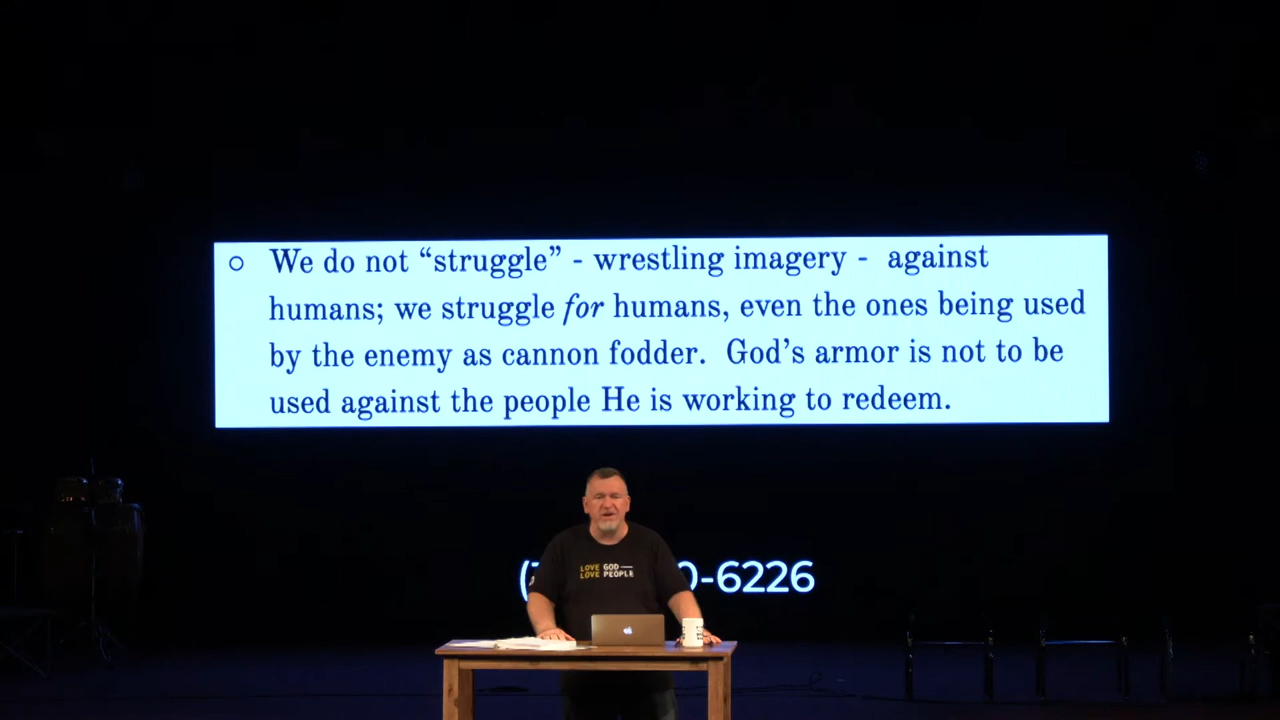 ○ We do not “struggle” - wrestling imagery - against
humans; we struggle for humans, even the ones being used
by the enemy as cannon fodder. God’s armor is not to be
used against the people He is working to redeem.
LOVE GOD—
LOVE PEOPLE
0-6226